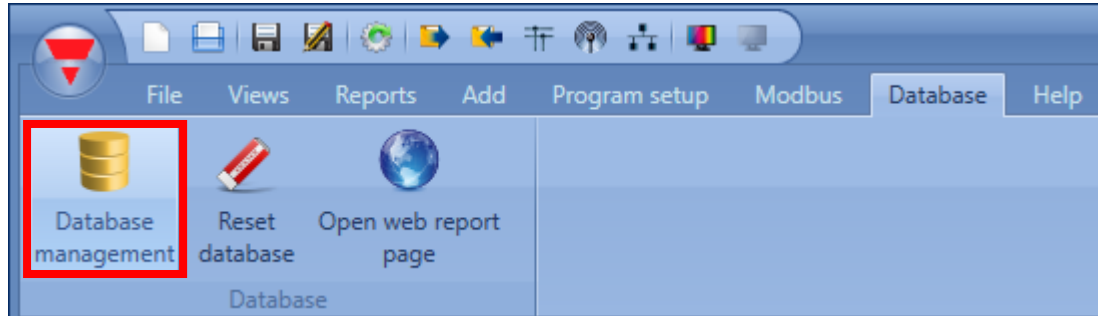 File Views Reports Add Program setup Modbus Database Help
Database Reset Open web report
management database page
Database